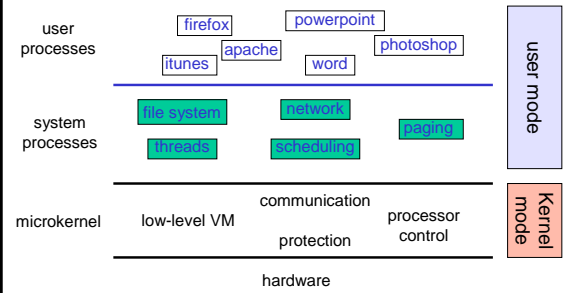 user
processes
firefox
powerpoint
apache
photoshop
itunes
word
user mode
system
processes
file system
network
paging
threads
scheduling
microkernel
low-level VM
communication
processor
control
protection
Kernel
mode
hardware